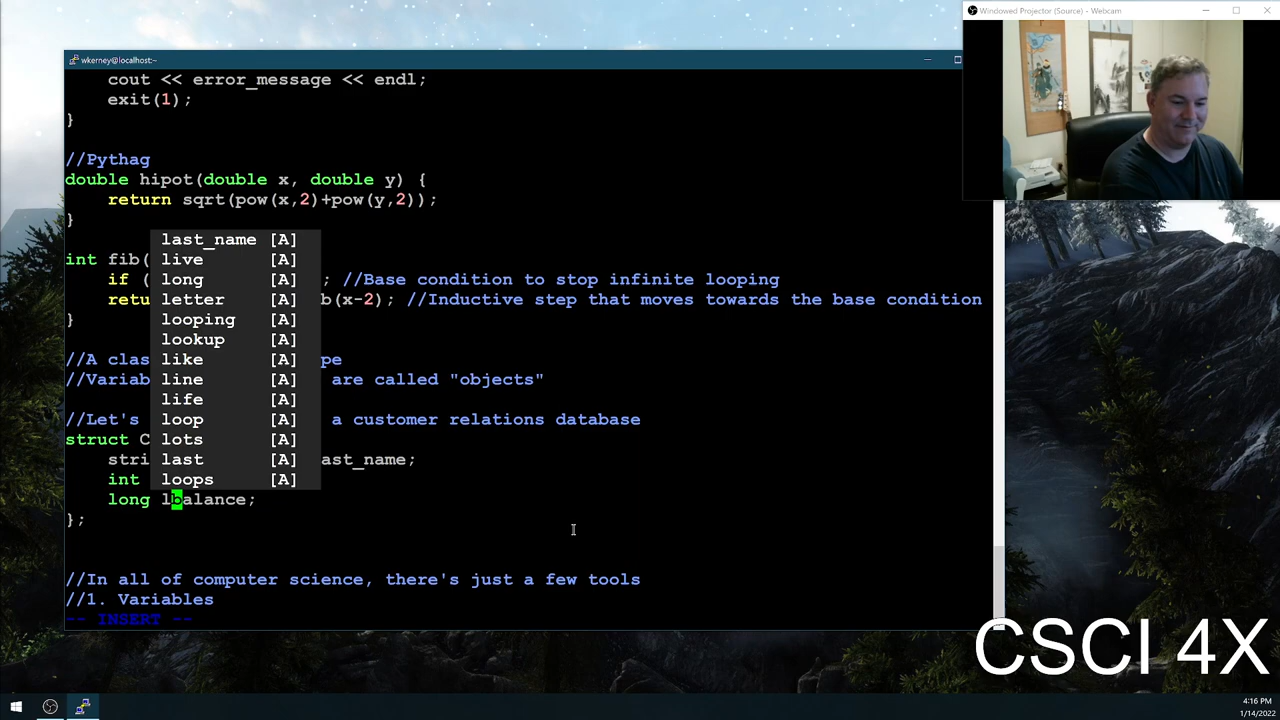 Windowed Projector (Source) - Webcam
wkerney@localhost:~
cout << error_message << endl;
exit(1);
}
//Pythag
double hipot(double x, double y) {
return sqrt(pow(x,2)+pow(y,2));
}
int fib(
if ( ; //Base condition to stop infinite looping
retu b(x-2); //Inductive step that moves towards the base condition
}
//A clas pe
//Variab are called "objects"
//Let's a customer relations database
struct C
stri ast_name;
int
long lbalance;
};
last_name [A]
live [A]
long [A]
letter [A]
looping [A]
lookup [A]
like [A]
line [A]
life [A]
loop [A]
lots [A]
last [A]
loops [A]
//In all of computer science, there's just a few tools
//1. Variables
-- INSERT --
CSCI 4X
4:16 PM
1/14/2022